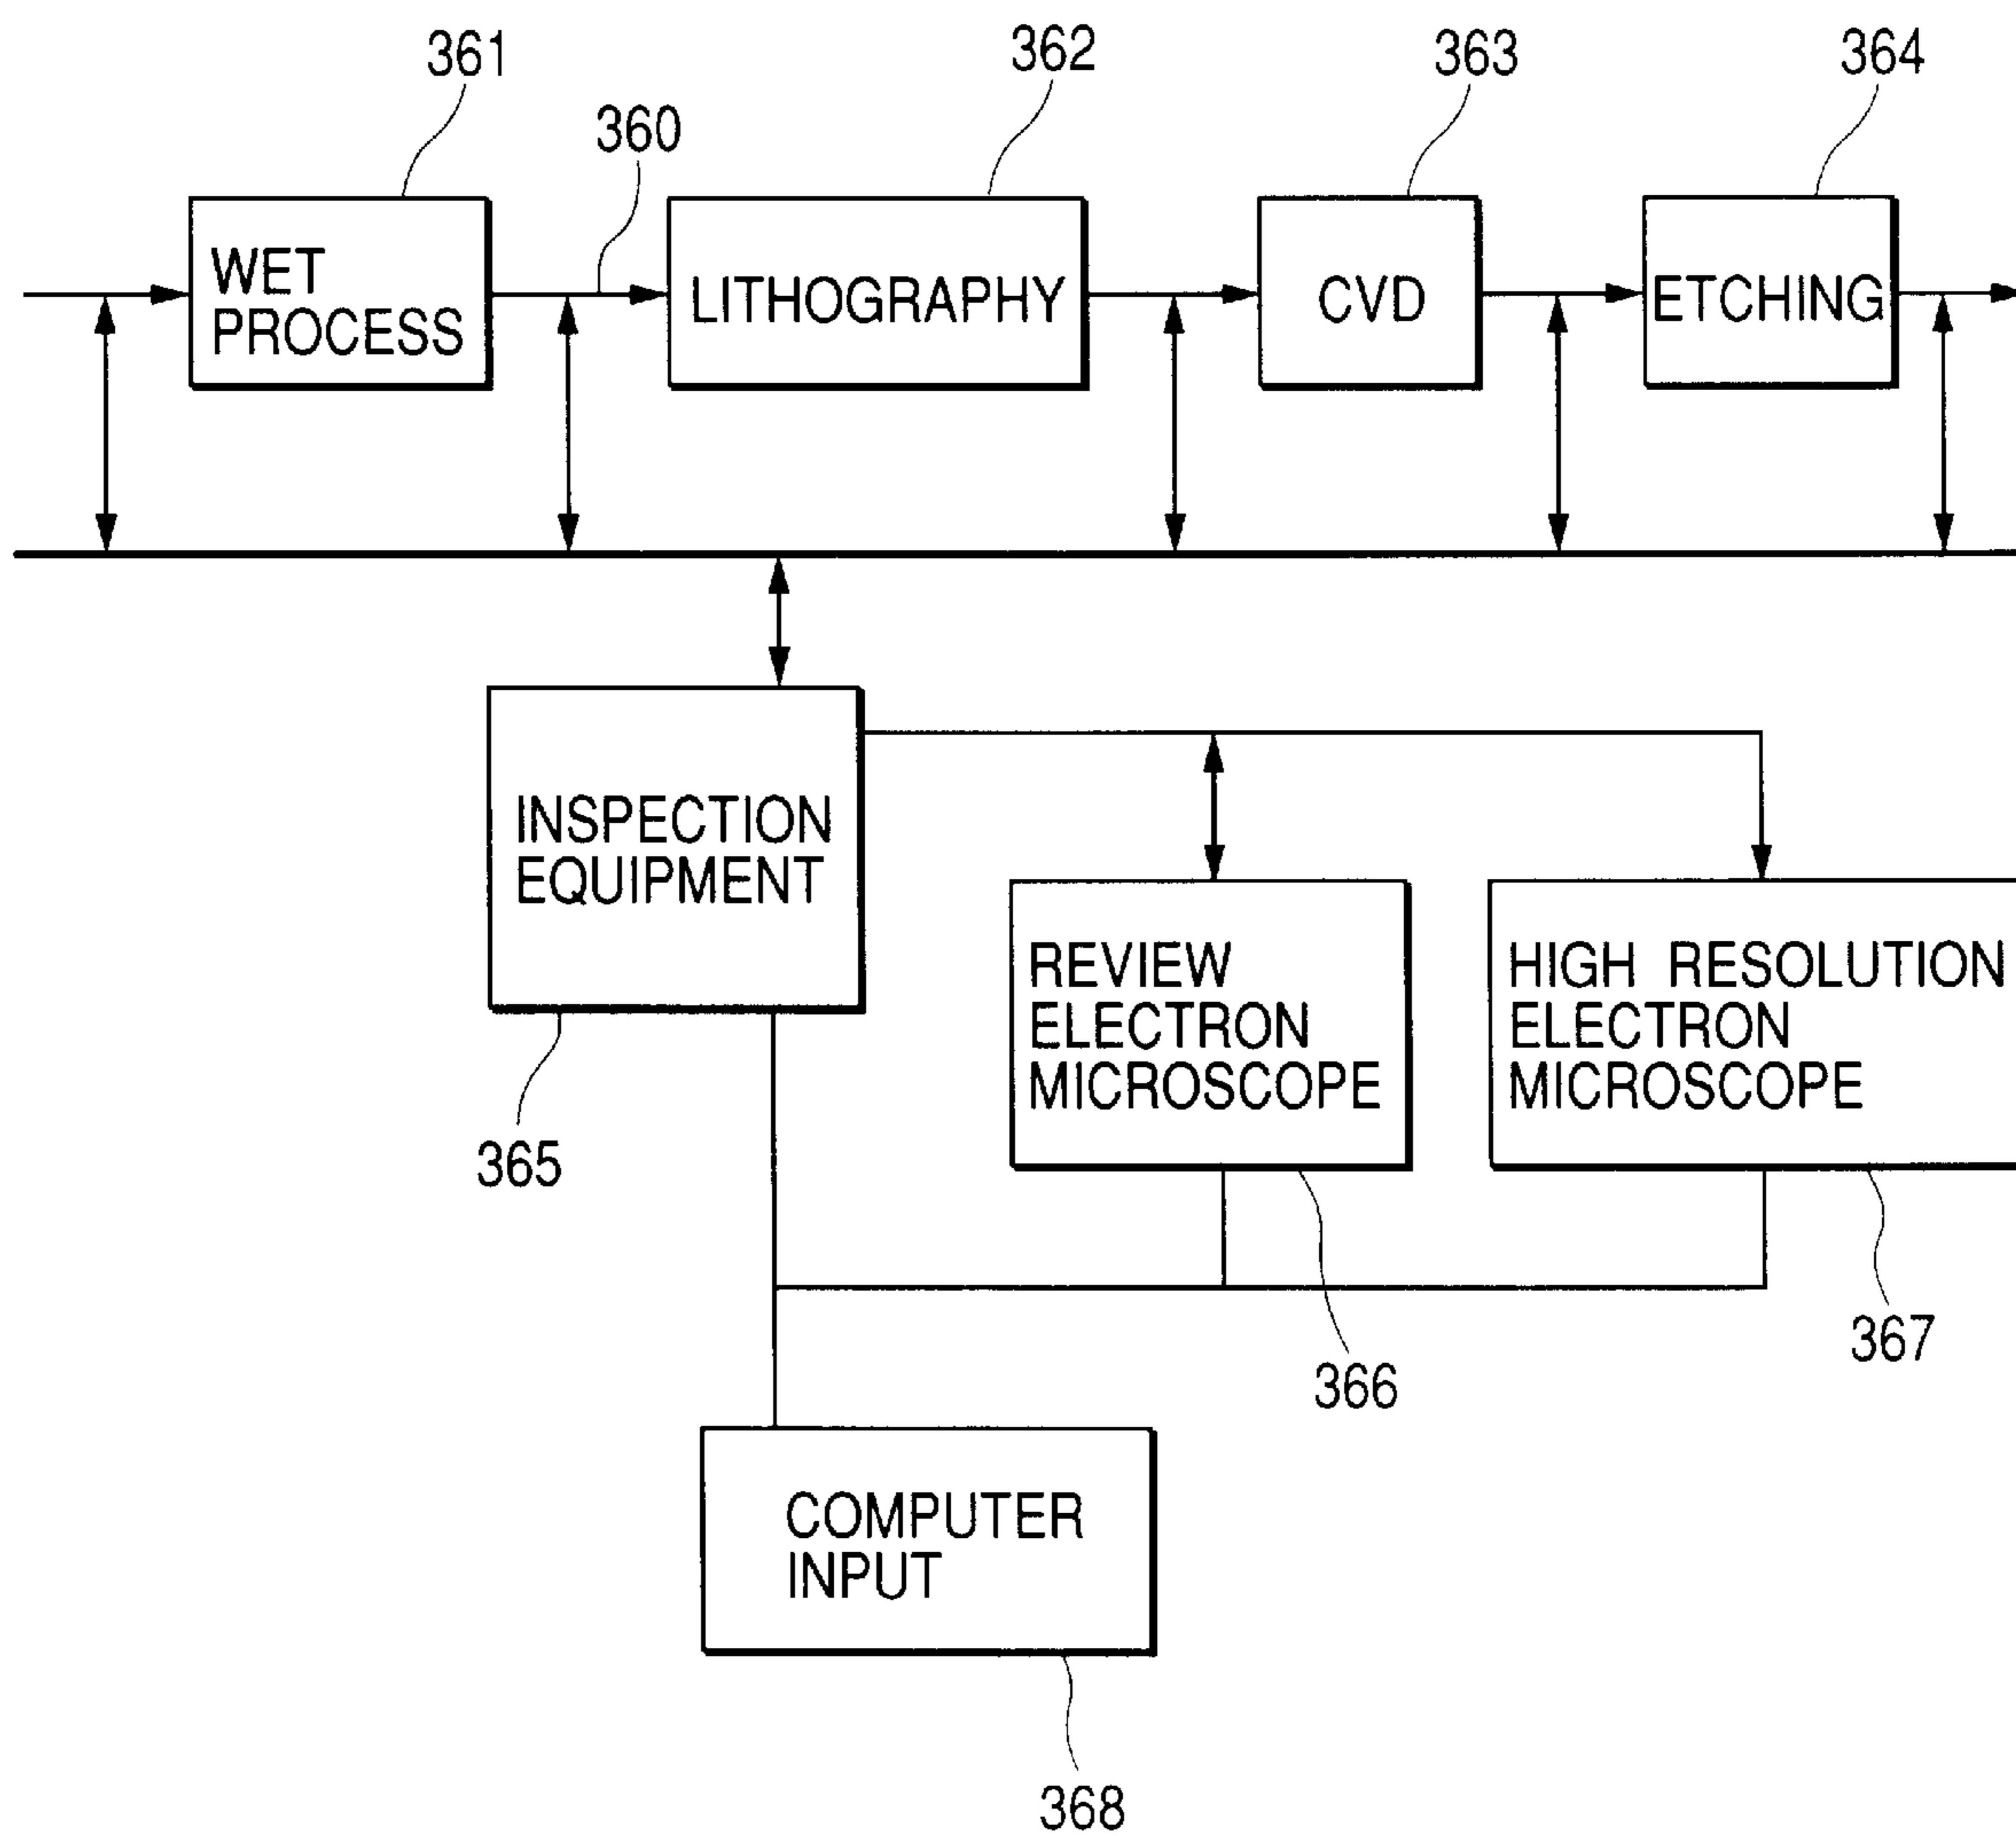 361
362
363
364
360
WET
PROCESS
LITHOGRAPHY
CVD
ETCHING
INSPECTION
EQUIPMENT
REVIEW
ELECTRON
MICROSCOPE
HIGH RESOLUTION
ELECTRON
MICROSCOPE
365
366
367
COMPUTER
INPUT
368